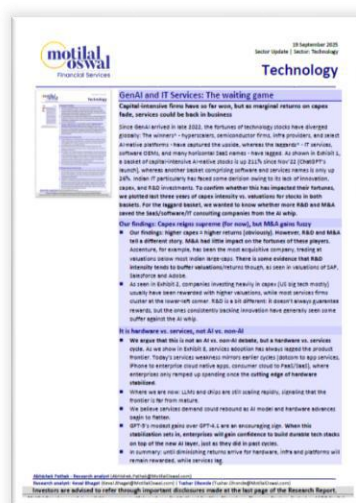 motilal
oswal
Financial Services
19 September 2025
Sector Update | Sector: Technology
Technology
GenAI and IT Services: The waiting game
Capital-intensive firms have so far won, but as marginal returns on capex
fade, services could be back in business
Since GenAI arrived in late 2022, the fortunes of technology stocks have diverged
globally: The winners* - hyperscalers, semiconductor firms, infra providers, and select
AI-native platforms - have captured the upside, whereas the laggards* - IT services,
software OEMs, and many horizontal SaaS names - have lagged. As shown in Exhibit 1,
a basket of capital-intensive AI-native stocks is up 211% since Nov'22 (ChatGPT's
launch), whereas another basket comprising software and services names is only up
24%. Indian IT particularly has faced some derision owing to its lack of innovation,
capex, and R&D investments. To confirm whether this has impacted their fortunes,
we plotted last three years of capex intensity vs. valuations for stocks in both
baskets. For the laggard basket, we wanted to know whether more R&D and M&A
saved the SaaS/software/IT consulting companies from the AI whip.
Our findings: Capex reigns supreme (for now), but M&A gains fuzzy
Our findings: higher capex = higher returns (obviously). However, R&D and M&A
tell a different story. M&A had little impact on the fortunes of these players.
Accenture, for example, has been the most acquisitive company, trading at
valuations below most Indian large-caps. There is some evidence that R&D
intensity tends to buffer valuations/returns though, as seen in valuations of SAP,
Salesforce and Adobe.
As seen in Exhibit 2, companies investing heavily in capex (US big tech mostly)
usually have been rewarded with higher valuations, while most services firms
cluster at the lower-left corner. R&D is a bit different: It doesn't always guarantee
rewards, but the ones consistently backing innovation have generally seen some
buffer against the AI whip.
It is hardware vs. services, not AI vs. non-AI
We argue that this is not an AI vs. non-AI debate, but a hardware vs. services
cycle. As we show in Exhibit 6, services adoption has always lagged the product
frontier. Today's services weakness mirrors earlier cycles (dotcom to app services,
iPhone to enterprise cloud native apps, consumer cloud to PaaS/SaaS), where
enterprises only ramped up spending once the cutting edge of hardware
stabilized.
Where we are now: LLMs and chips are still scaling rapidly, signaling that the
frontier is far from mature.
We believe services demand could rebound as AI model and hardware advances
begin to flatten.
GPT-5's modest gains over GPT-4.1 are an encouraging sign. When this
stabilization sets in, enterprises will gain confidence to build durable tech stacks
on top of the new AI layer, just as they did in past cycles.
In summary: until diminishing returns arrive for hardware, infra and platforms will
remain rewarded, while services lag.
Abhishek Pathak - Research analyst (Abhishek.Pathak@MotilalOswal.com)
Research analyst: Keval Bhagat (Keval.Bhagat@MotilalOswal.com) | Tushar Dhonde (Tushar.Dhonde@MotilalOswal.com)
Investors are advised to refer through important disclosures made at the last page of the Research Report.